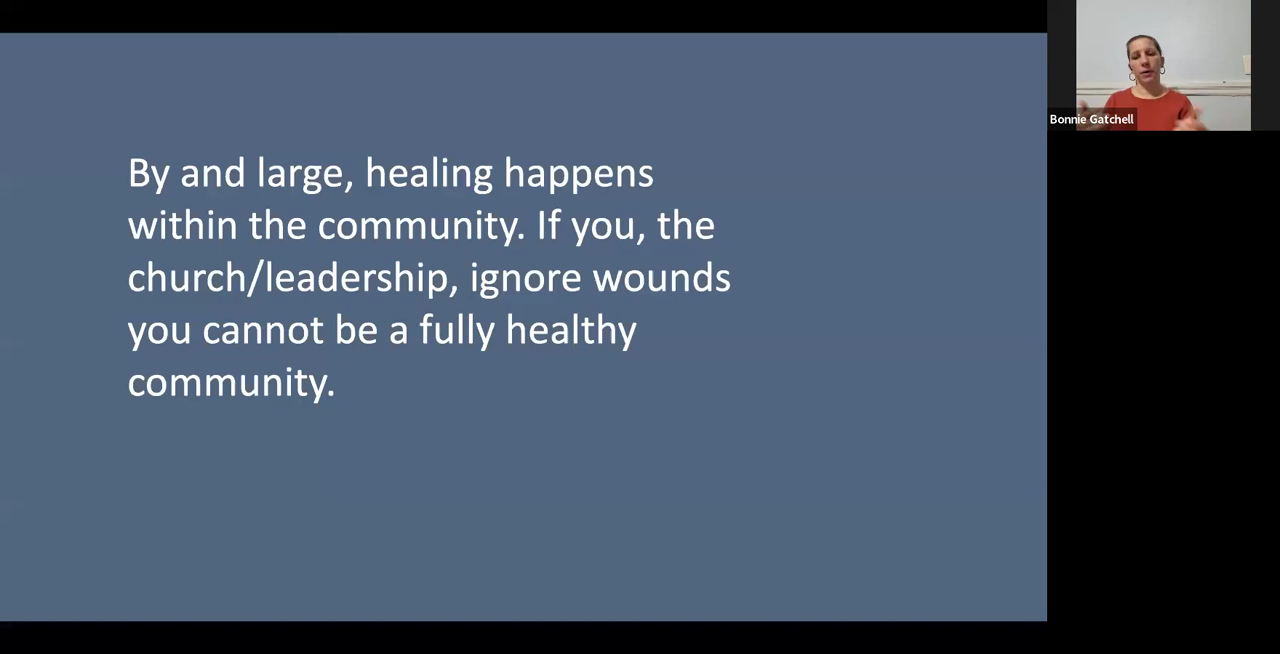 By and large, healing happens
within the community. If you, the
church/leadership, ignore wounds
you cannot be a fully healthy
community.
Bonnie Gatchell